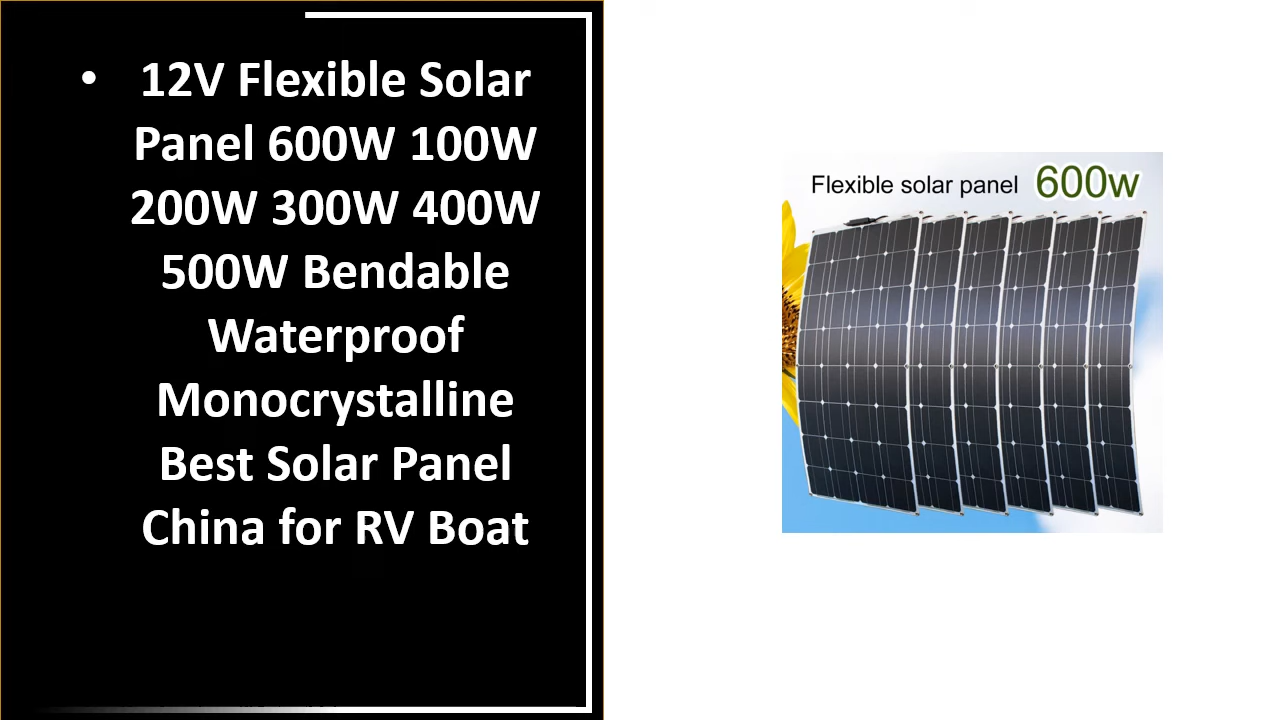 • 12V Flexible Solar
Panel 600W 100W
200W 300W 400W
500W Bendable
Waterproof
Monocrystalline
Best Solar Panel
China for RV Boat
Flexible solar panel 600w